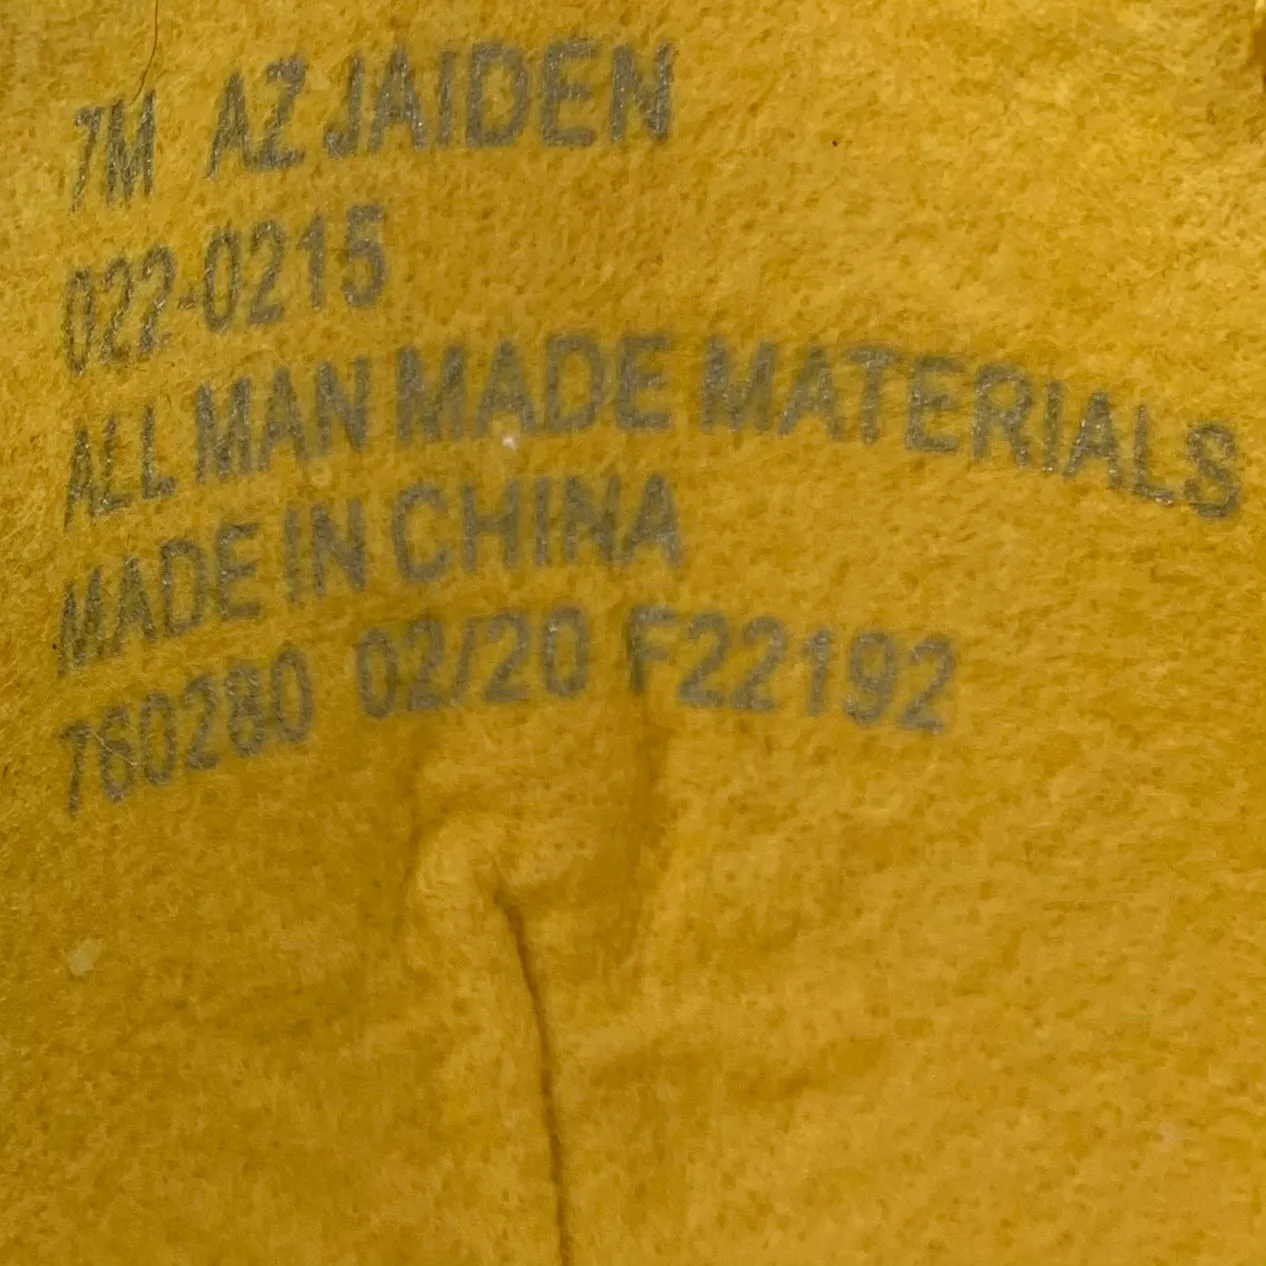 7M AZ JAIDEN
022-0215
ALL MAN MADE MATERIALS
MADE IN CHINA
760280 02/20 F22192